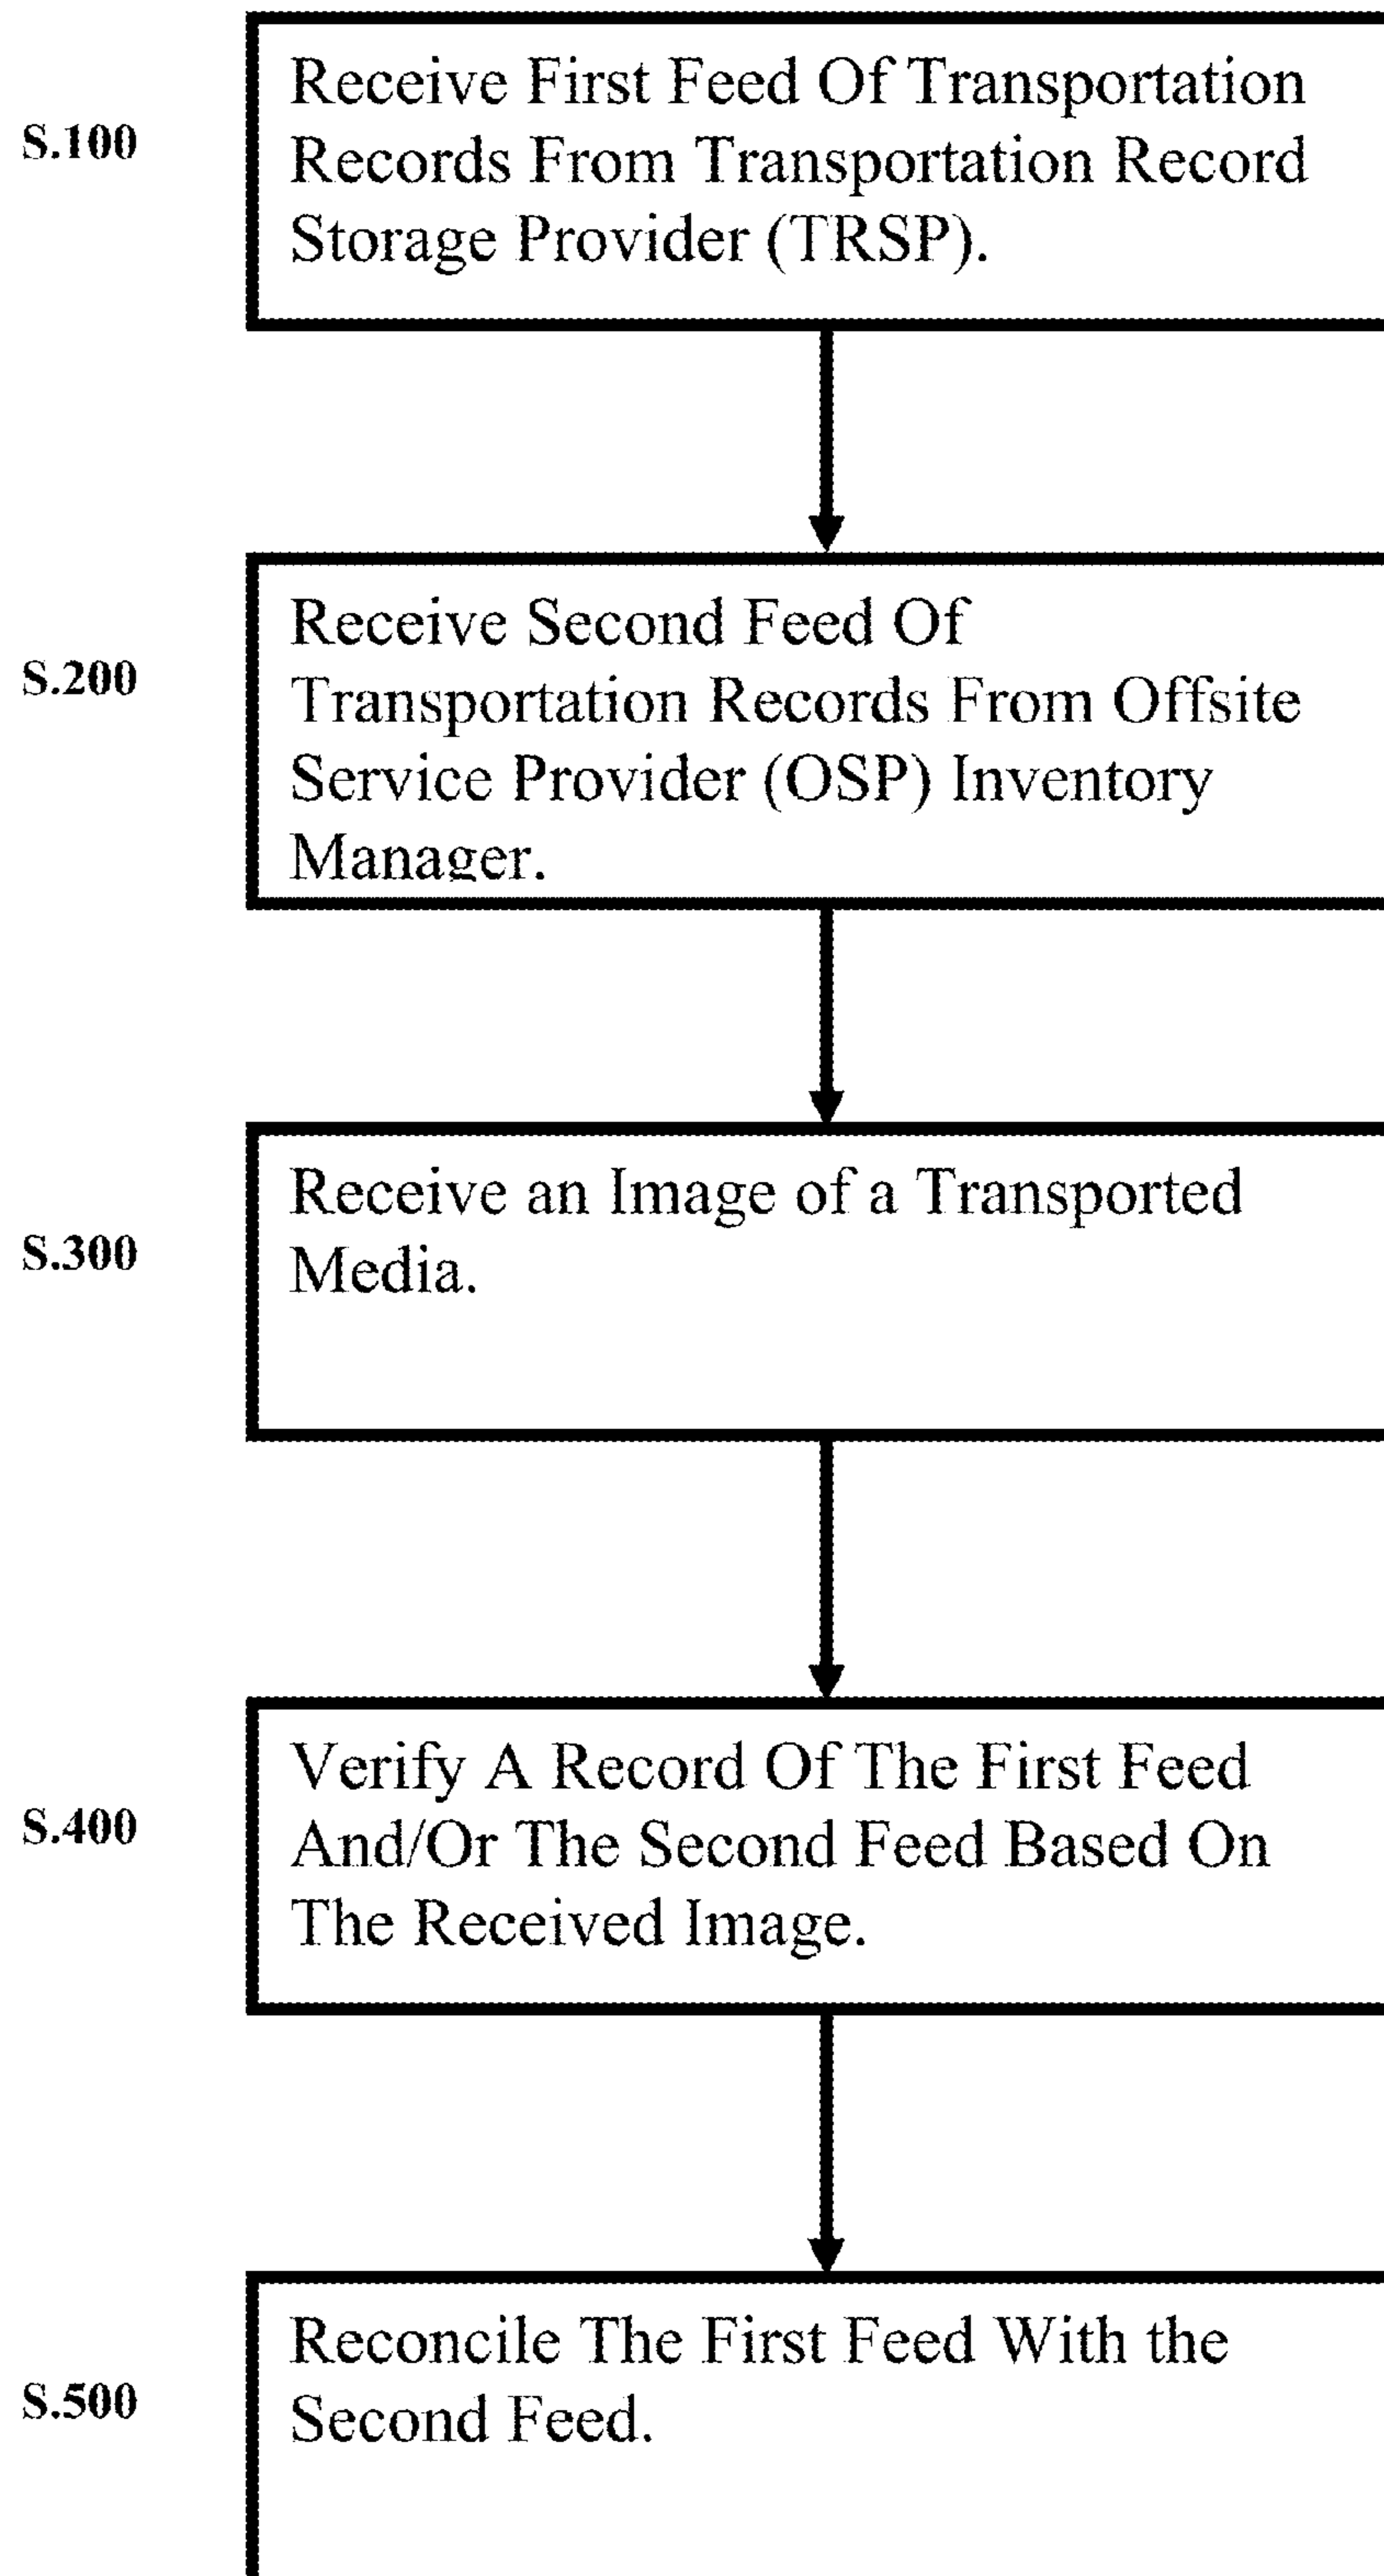 S.100
Receive First Feed Of Transportation
Records From Transportation Record
Storage Provider (TRSP).
S.200
Receive Second Feed Of
Transportation Records From Offsite
Service Provider (OSP) Inventory
Manager.
S.300
Receive an Image of a Transported
Media.
S.400
Verify A Record Of The First Feed
And/Or The Second Feed Based On
The Received Image.
S.500
Reconcile The First Feed With the
Second Feed.